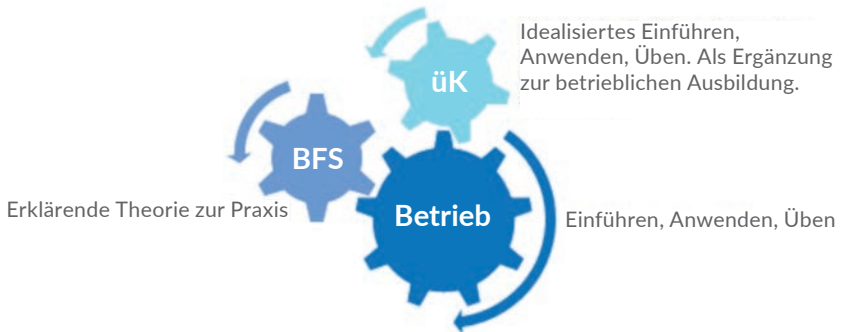 Idealisiertes Einführen,
Anwenden, Üben. Als Ergänzung
zur betrieblichen Ausbildung.
üK
BFS
Erklärende Theorie zur Praxis
Betrieb
Einführen, Anwenden, Üben